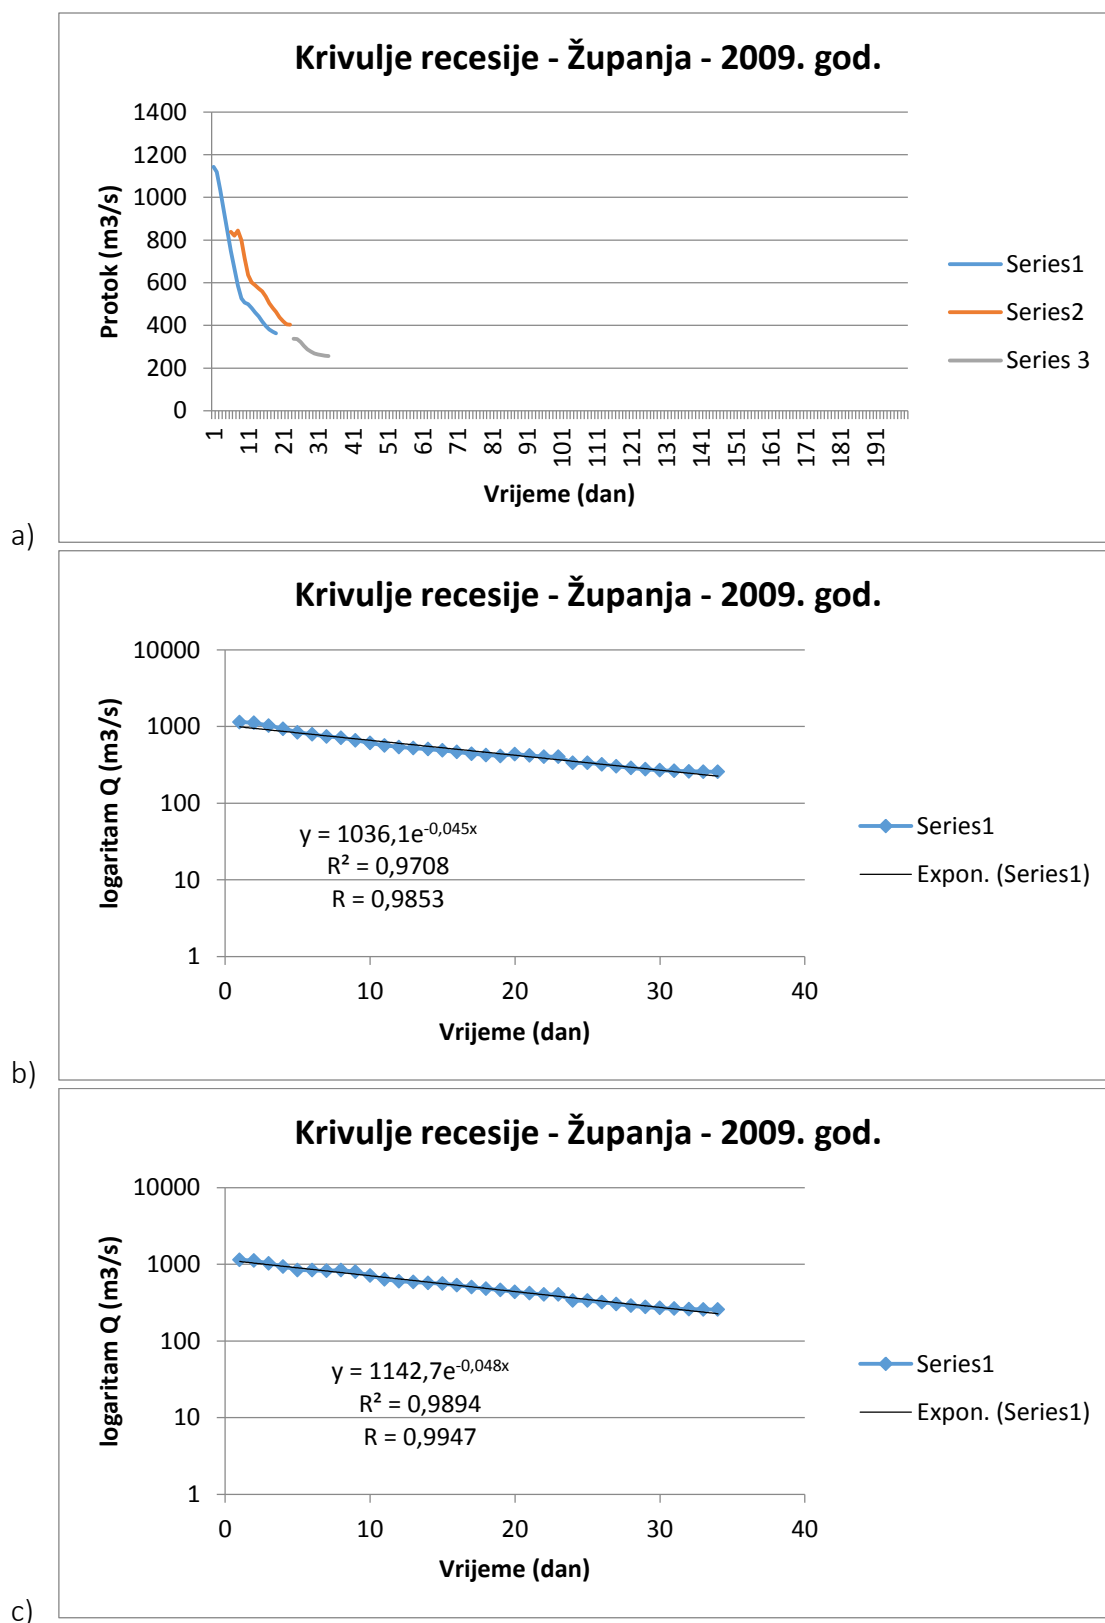 Krivulje recesije - Županja - 2009. god.
Protok (m3/s)
1400
1200
1000
800
600
400
200
0
1 11 21 31 41 51 61 71 81 91 101 111 121 131 141 151 161 171 181 191
Vrijeme (dan)
Series1
Series2
Series 3
a)
Krivulje recesije - Županja - 2009. god.
logaritam Q (m3/s)
10000
1000
100
10
1
y = 1036,1e^-0,045x
R² = 0,9708
R = 0,9853
0 10 20 30 40
Vrijeme (dan)
Series1
Expon. (Series1)
b)
Krivulje recesije - Županja - 2009. god.
logaritam Q (m3/s)
10000
1000
100
10
1
y = 1142,7e^-0,048x
R² = 0,9894
R = 0,9947
0 10 20 30 40
Vrijeme (dan)
Series1
Expon. (Series1)
c)